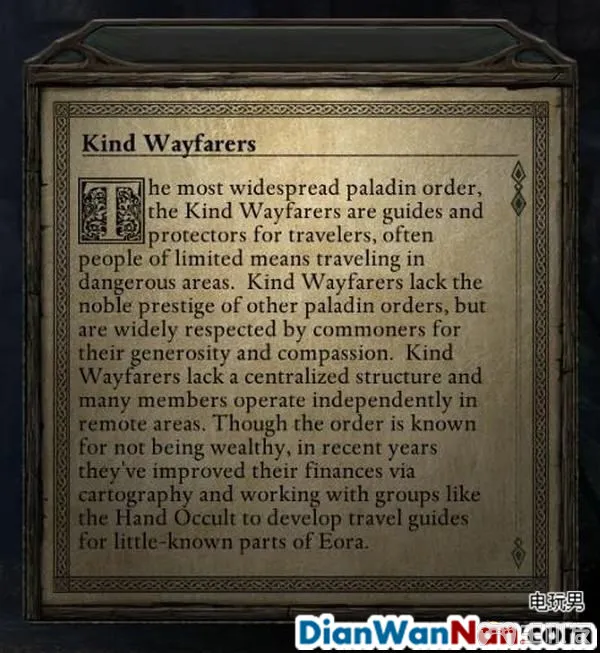 Kind Wayfarers
The most widespread paladin order,
the Kind Wayfarers are guides and
protectors for travelers, often
people of limited means traveling in
dangerous areas.  Kind Wayfarers lack the
noble prestige of other paladin orders, but
are widely respected by commoners for
their generosity and compassion.  Kind
Wayfarers lack a centralized structure and
many members operate independently in
remote areas. Though the order is known
for not being wealthy, in recent years
they've improved their finances via
cartography and working with groups like
the Hand Occult to develop travel guides
for little-known parts of Eora.
电玩男
DianWanNan.com